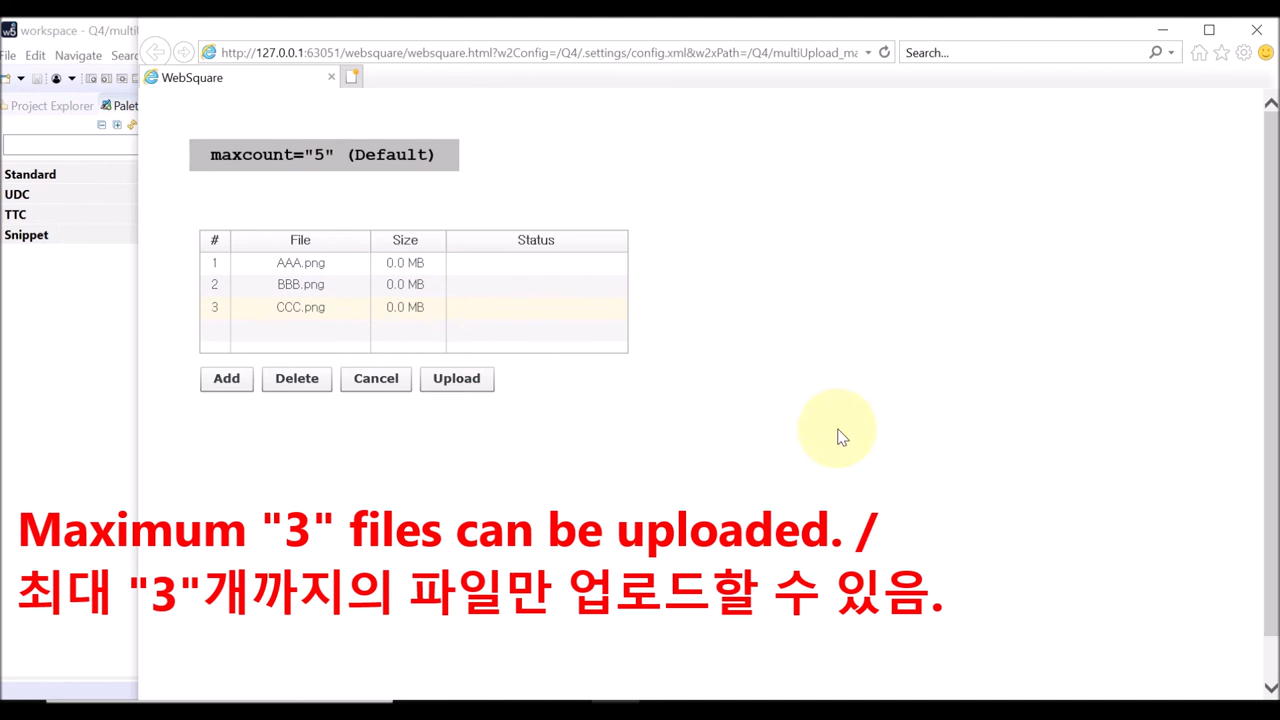 workspace - Q4/multiU
File Edit Navigate Searc
Project Explorer Palet
Standard
UDC
TTC
Snippet
http://127.0.0.1:63051/websquare/websquare.html?w2Config=/Q4/.settings/config.xml&w2xPath=/Q4/multiUpload_ma
Search...
WebSquare
maxcount="5" (Default)
# File Size Status
1 AAA.png 0.0 MB
2 BBB.png 0.0 MB
3 CCC.png 0.0 MB
Add Delete Cancel Upload
Maximum "3" files can be uploaded. /
최대 "3"개까지의 파일만 업로드할 수 있음.